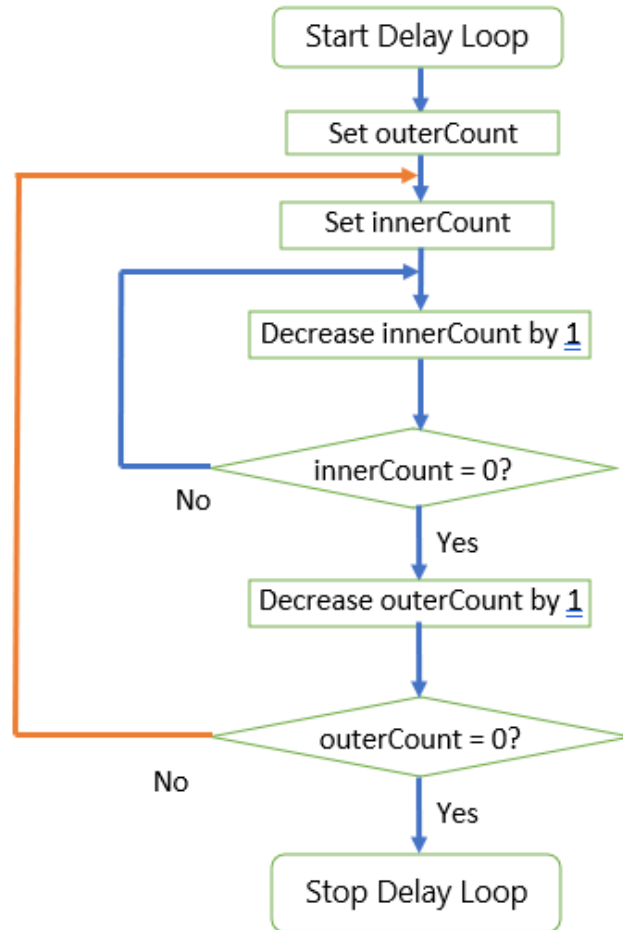 Start Delay Loop
Set outerCount
Set innerCount
Decrease innerCount by 1
innerCount = 0?
No
Yes
Decrease outerCount by 1
outerCount = 0?
No
Yes
Stop Delay Loop